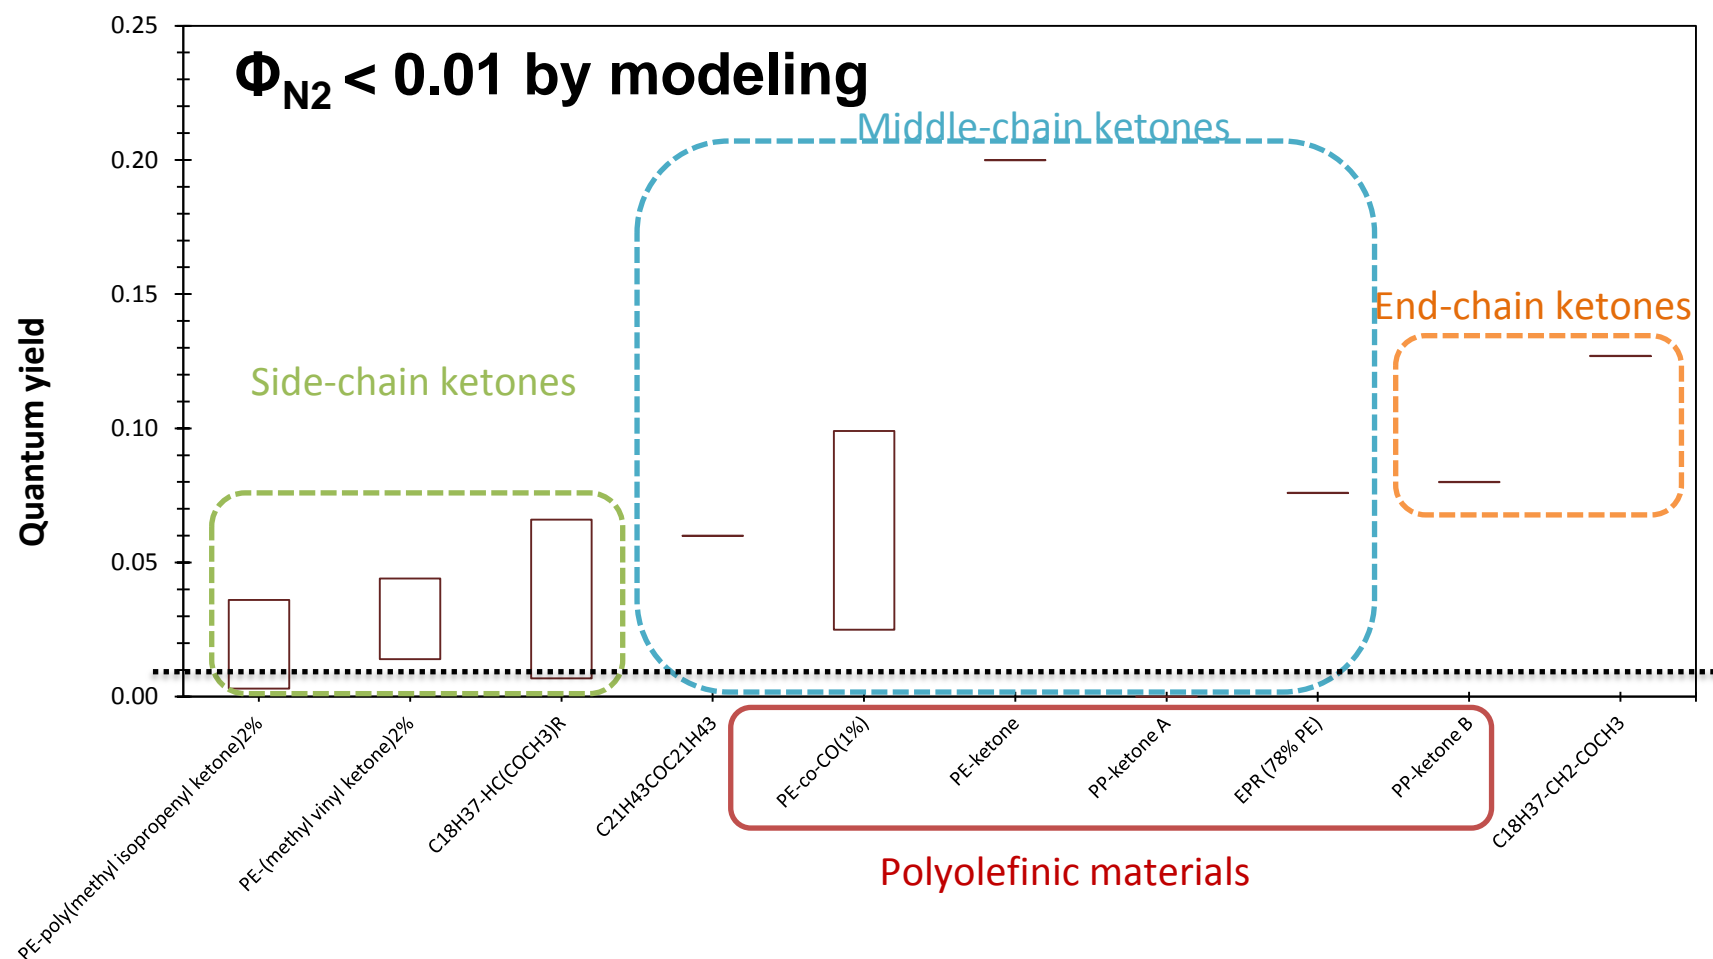 ΦN2 < 0.01 by modeling
0.25
0.20
0.15
0.10
0.05
0.00
Quantum yield
Middle-chain ketones
End-chain ketones
Side-chain ketones
PE-poly(methyl isopropenyl ketone)2%
PE-(methyl vinyl ketone)2%
C18H37-HC(COCH3)R
C21H43COC21H43
PE-co-CO(1%)
PE-ketone
PP-ketone A
EPR (78% PE)
PP-ketone B
C18H37-CH2-COCH3
Polyolefinic materials